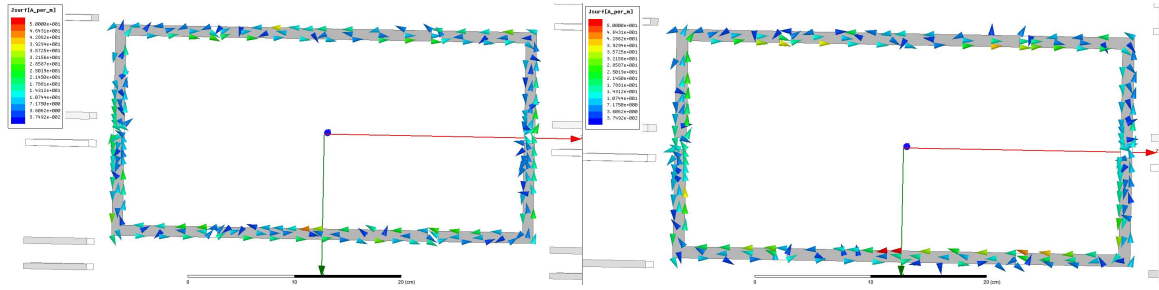 Jsurf[A_per_m]
5.0000e+001
4.6431e+001
4.2862e+001
3.9294e+001
3.5725e+001
3.2156e+001
2.8587e+001
2.5019e+001
2.1450e+001
1.7881e+001
1.4312e+001
1.0744e+001
7.1750e+000
3.6062e+000
3.7492e-002
0
10
20 (cm)
Jsurf[A_per_m]
5.0000e+001
4.6431e+001
4.2862e+001
3.9294e+001
3.5725e+001
3.2156e+001
2.8587e+001
2.5019e+001
2.1450e+001
1.7881e+001
1.4312e+001
1.0744e+001
7.1750e+000
3.6062e+000
3.7492e-002
0
10
20 (cm)